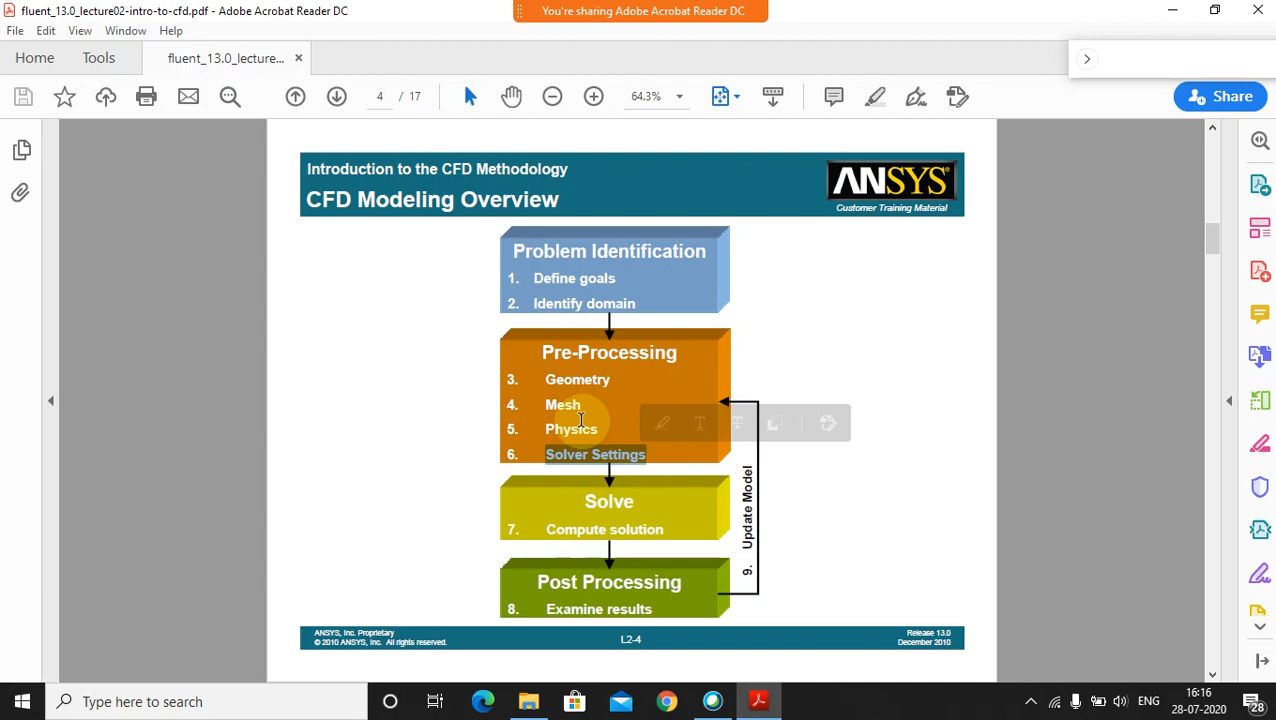 fluent_13.0_lecture02-intro-to-cfd.pdf - Adobe Acrobat Reader DC
You're sharing Adobe Acrobat Reader DC
File Edit View Window Help
Home Tools fluent_13.0_lecture...
4 / 17 64.3% Share
Introduction to the CFD Methodology
CFD Modeling Overview
ANSYS
Customer Training Material
Problem Identification
1. Define goals
2. Identify domain
Pre-Processing
3. Geometry
4. Mesh
5. Physics
6. Solver Settings
Solve
7. Compute solution
Post Processing
8. Examine results
9. Update Model
ANSYS, Inc. Proprietary
© 2010 ANSYS, Inc. All rights reserved.
L2-4
Release 13.0
December 2010
Type here to search
ENG
16:16
28-07-2020
28